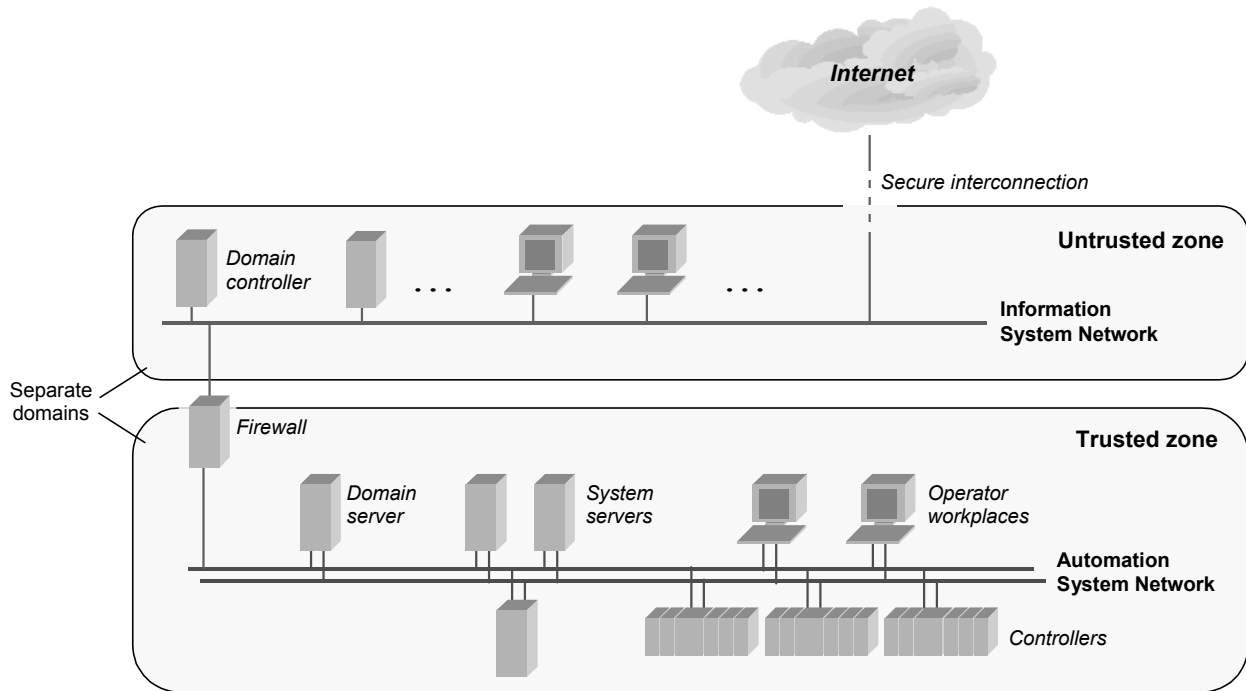 Internet
Secure interconnection
Untrusted zone
Domain
controller
. . .
. . .
Information
System Network
Separate
domains
Firewall
Trusted zone
Domain
server
System
servers
Operator
workplaces
Automation
System Network
Controllers